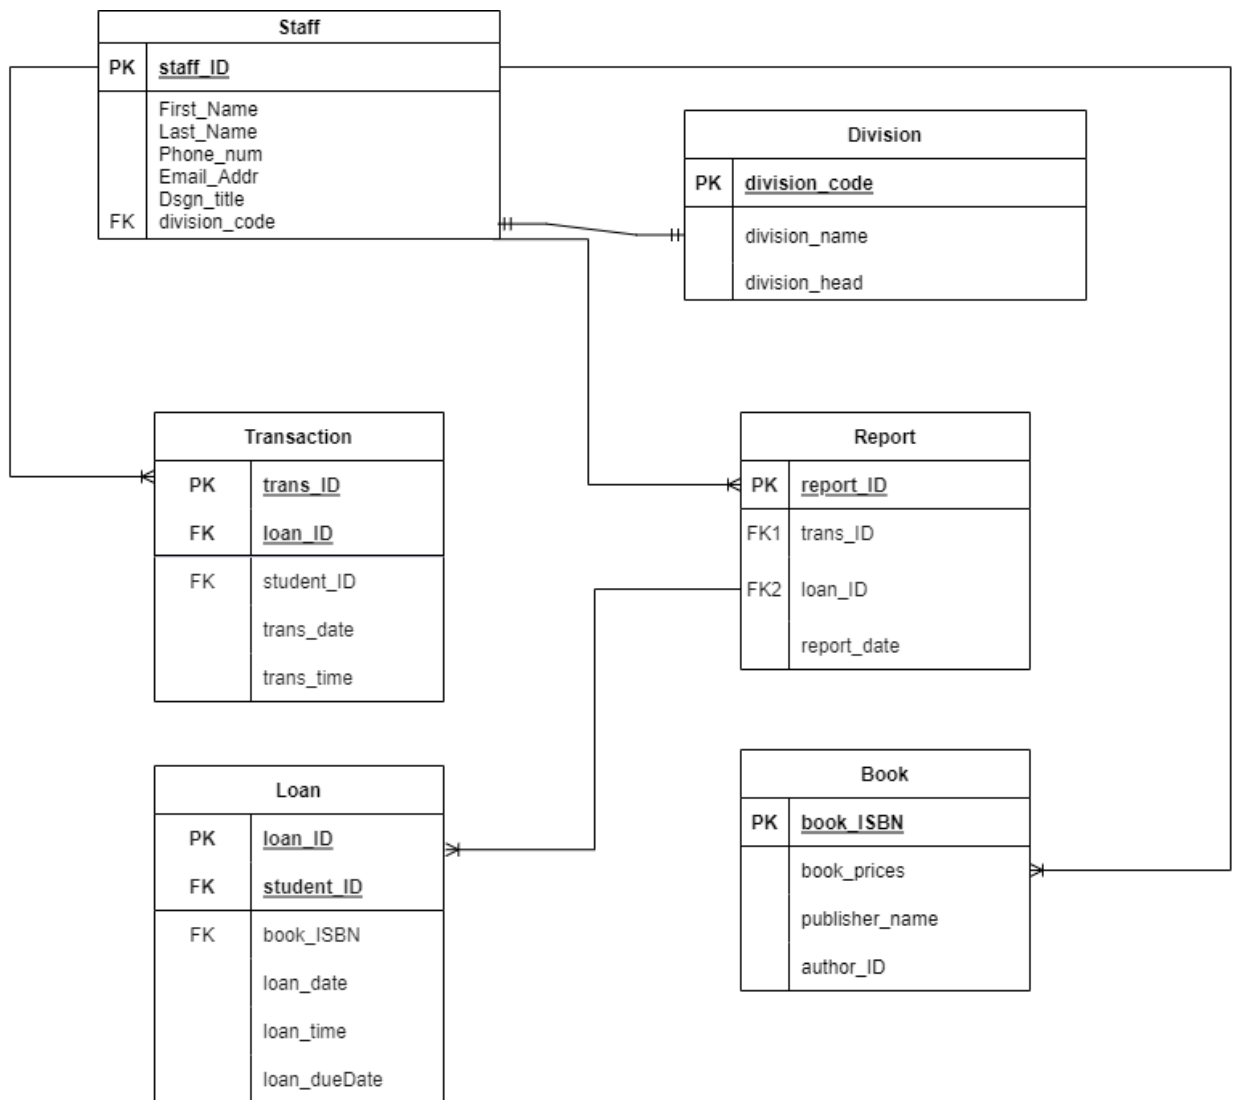 Staff
PK staff_ID
First_Name
Last_Name
Phone_num
Email_Addr
Dsgn_title
FK division_code
Division
PK division_code
division_name
division_head
Transaction
PK trans_ID
FK loan_ID
FK student_ID
trans_date
trans_time
Report
PK report_ID
FK1 trans_ID
FK2 loan_ID
report_date
Loan
PK loan_ID
FK student_ID
FK book_ISBN
loan_date
loan_time
loan_dueDate
Book
PK book_ISBN
book_prices
publisher_name
author_ID